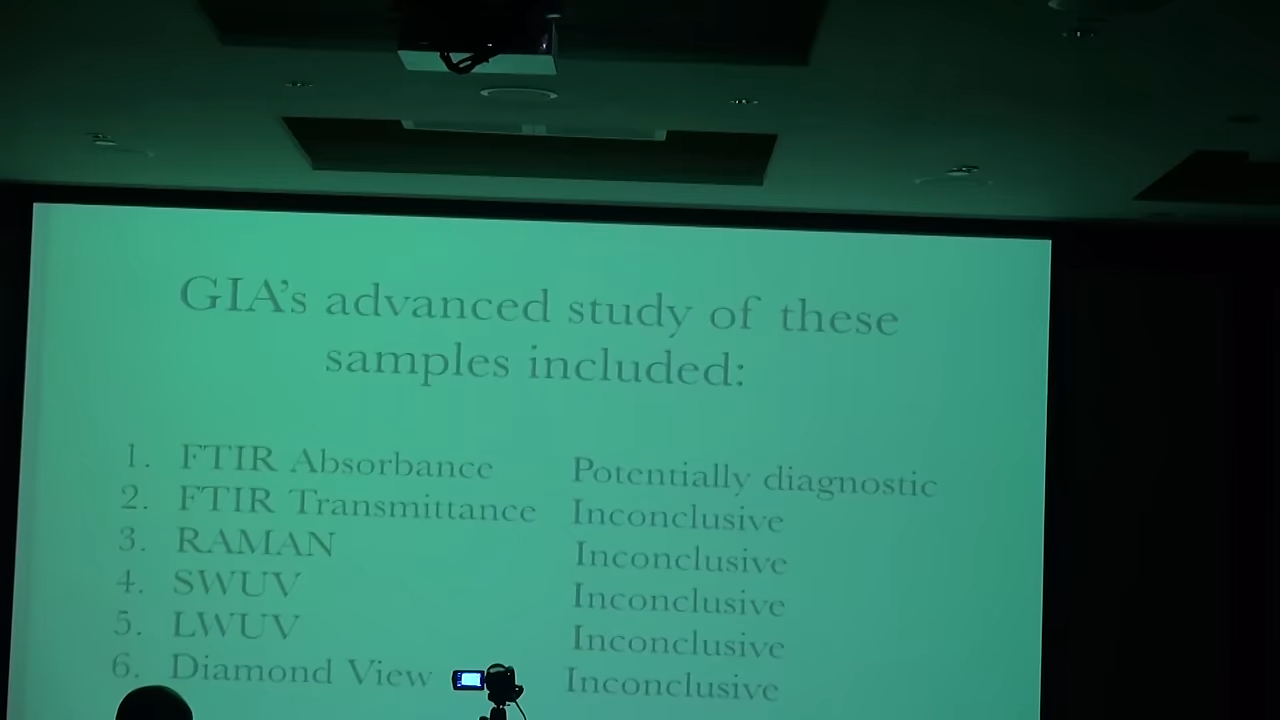 GIA's advanced study of these
samples included:
1. FTIR Absorbance Potentially diagnostic
2. FTIR Transmittance Inconclusive
3. RAMAN Inconclusive
4. SWUV Inconclusive
5. LWUV Inconclusive
6. Diamond View Inconclusive